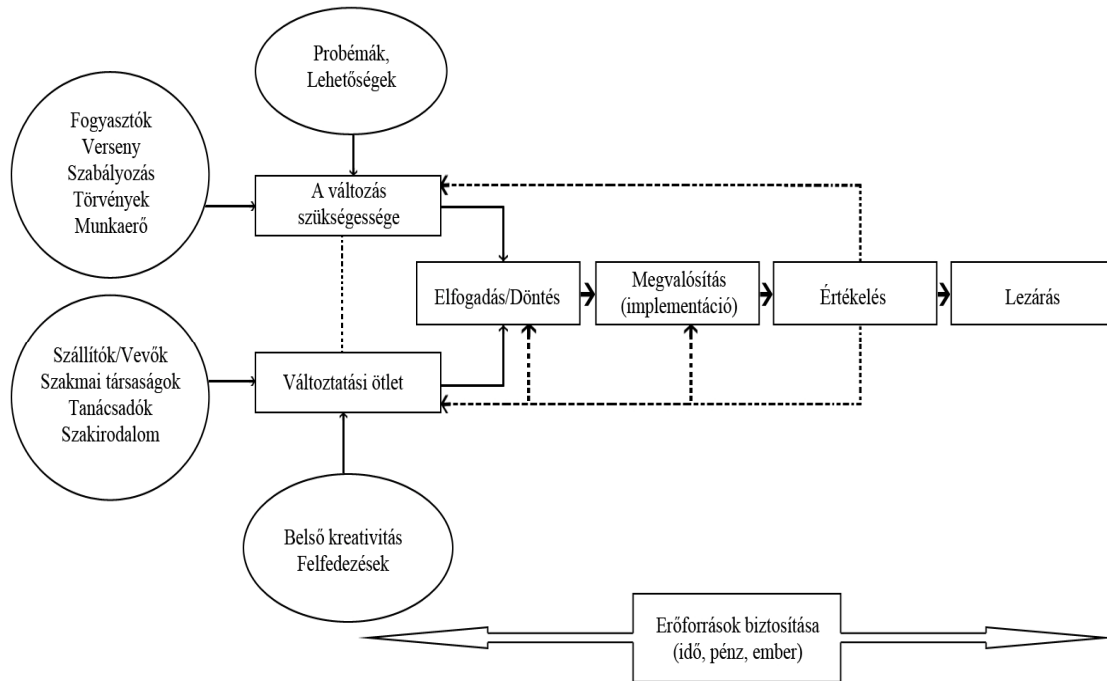 Probémák,
Lehetőségek
Fogyasztók
Verseny
Szabályozás
Törvények
Munkaerő
A változás
szükségessége
Elfogadás/Döntés
Megvalósítás
(implementáció)
Értékelés
Lezárás
Szállítók/Vevők
Szakmai társaságok
Tanácsadók
Szakirodalom
Változtatási ötlet
Belső kreativitás
Felfedezések
Erőforrások biztosítása
(idő, pénz, ember)